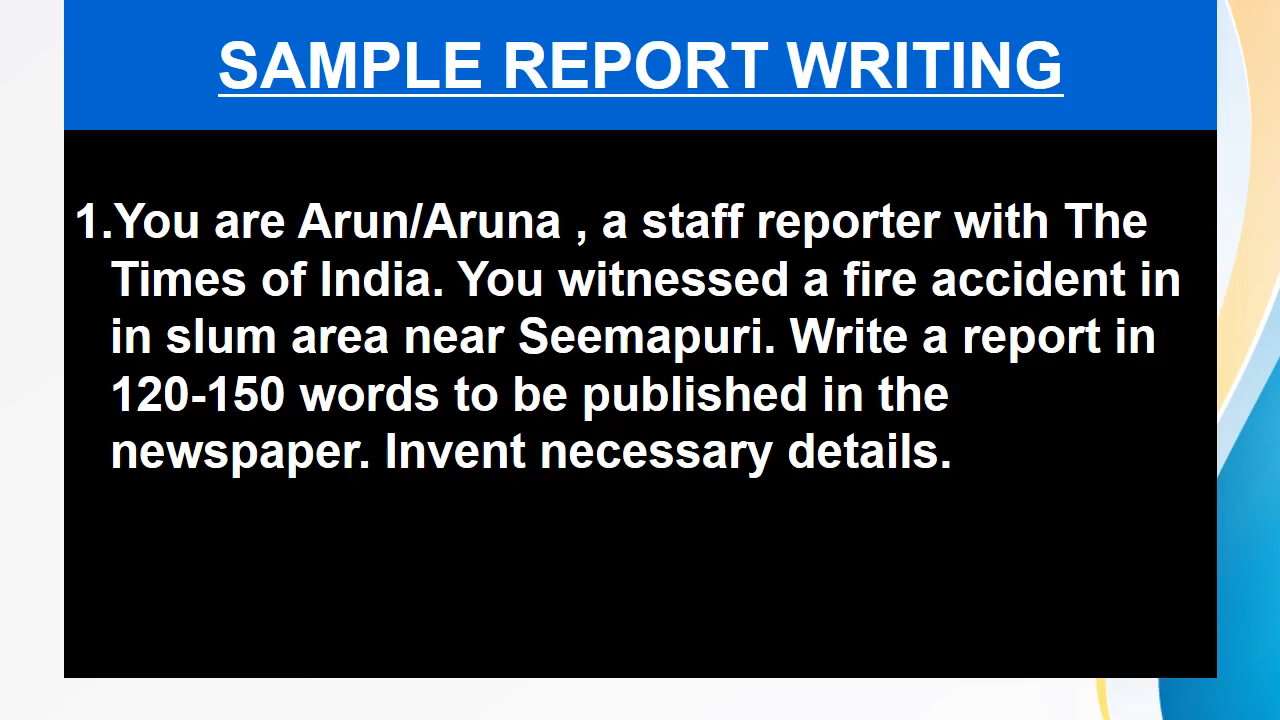 SAMPLE REPORT WRITING
1.You are Arun/Aruna , a staff reporter with The
Times of India. You witnessed a fire accident in
in slum area near Seemapuri. Write a report in
120-150 words to be published in the
newspaper. Invent necessary details.